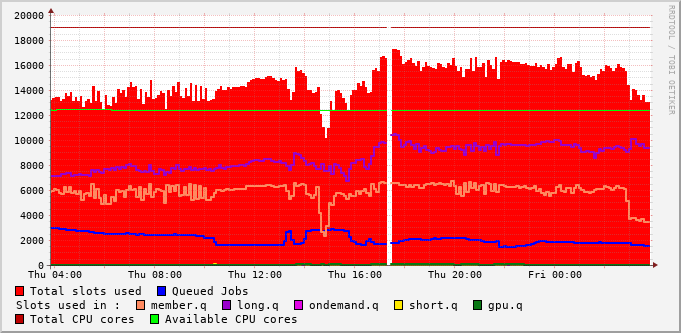 RRDTOOL / TOBI OETIKER
20000
18000
16000
14000
12000
10000
8000
6000
4000
2000
0
Thu 04:00 Thu 08:00 Thu 12:00 Thu 16:00 Thu 20:00 Fri 00:00
Total slots used Queued Jobs
Slots used in : member.q long.q ondemand.q short.q gpu.q
Total CPU cores Available CPU cores